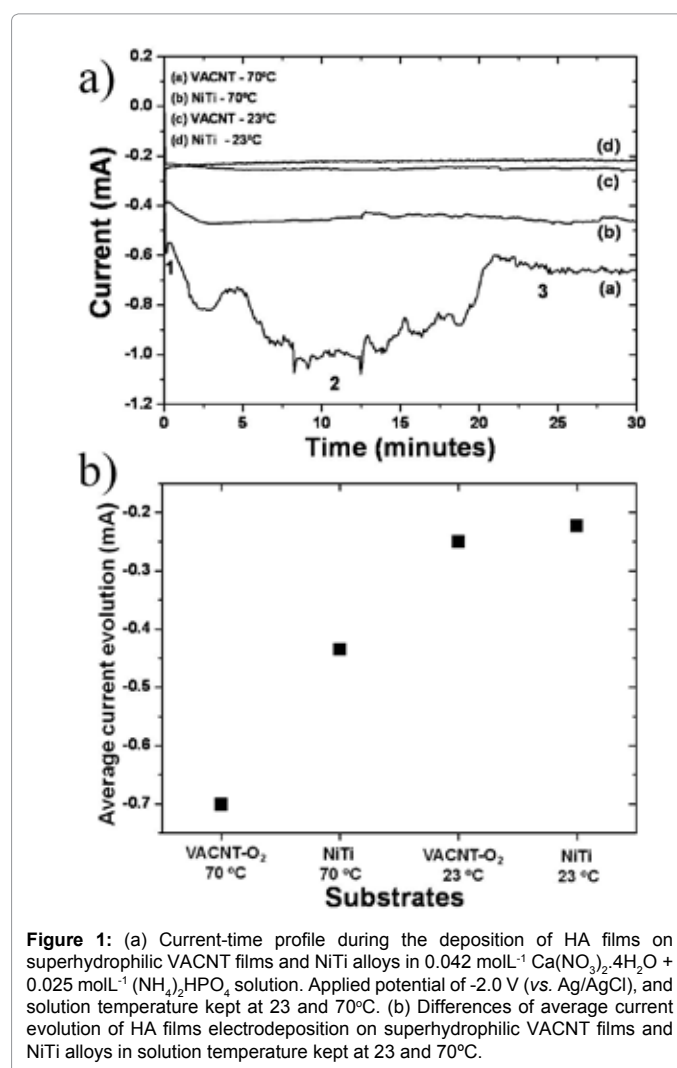 a)
0.2
0.0
-0.2
-0.4
-0.6
-0.8
-1.0
-1.2
Current (mA)
(a) VACNT - 70ºC
(b) NiTi - 70ºC
(c) VACNT - 23ºC
(d) NiTi - 23ºC
(d)
(c)
(b)
(a)
1
2
3
0 5 10 15 20 25 30
Time (minutes)
b)
-0.2
-0.3
-0.4
-0.5
-0.6
-0.7
Average current evolution (mA)
VACNT-O₂ NiTi VACNT-O₂ NiTi
70 ºC 70 ºC 23 ºC 23 ºC
Substrates
Figure 1: (a) Current-time profile during the deposition of HA films on
superhydrophilic VACNT films and NiTi alloys in 0.042 molL⁻¹ Ca(NO₃)₂.4H₂O +
0.025 molL⁻¹ (NH₄)₂HPO₄ solution. Applied potential of -2.0 V (vs. Ag/AgCl), and
solution temperature kept at 23 and 70ºC. (b) Differences of average current
evolution of HA films electrodeposition on superhydrophilic VACNT films and
NiTi alloys in solution temperature kept at 23 and 70ºC.